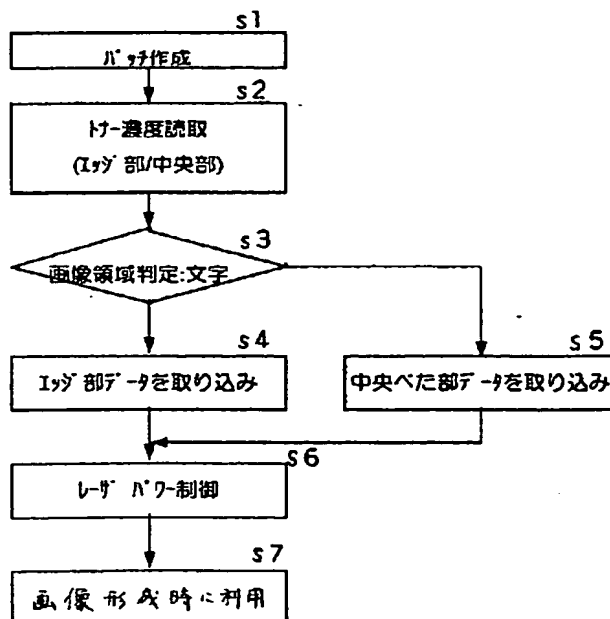 S1
ﾊﾟｯﾁ作成
S2
ﾄﾅｰ濃度読取
(ｴｯｼﾞ部/中央部)
S3
画像領域判定:文字
S4
ｴｯｼﾞ部ﾃﾞｰﾀを取り込み
S5
中央べた部ﾃﾞｰﾀを取り込み
S6
ﾚｰｻﾞﾊﾟﾜｰ制御
S7
画像形成時に利用